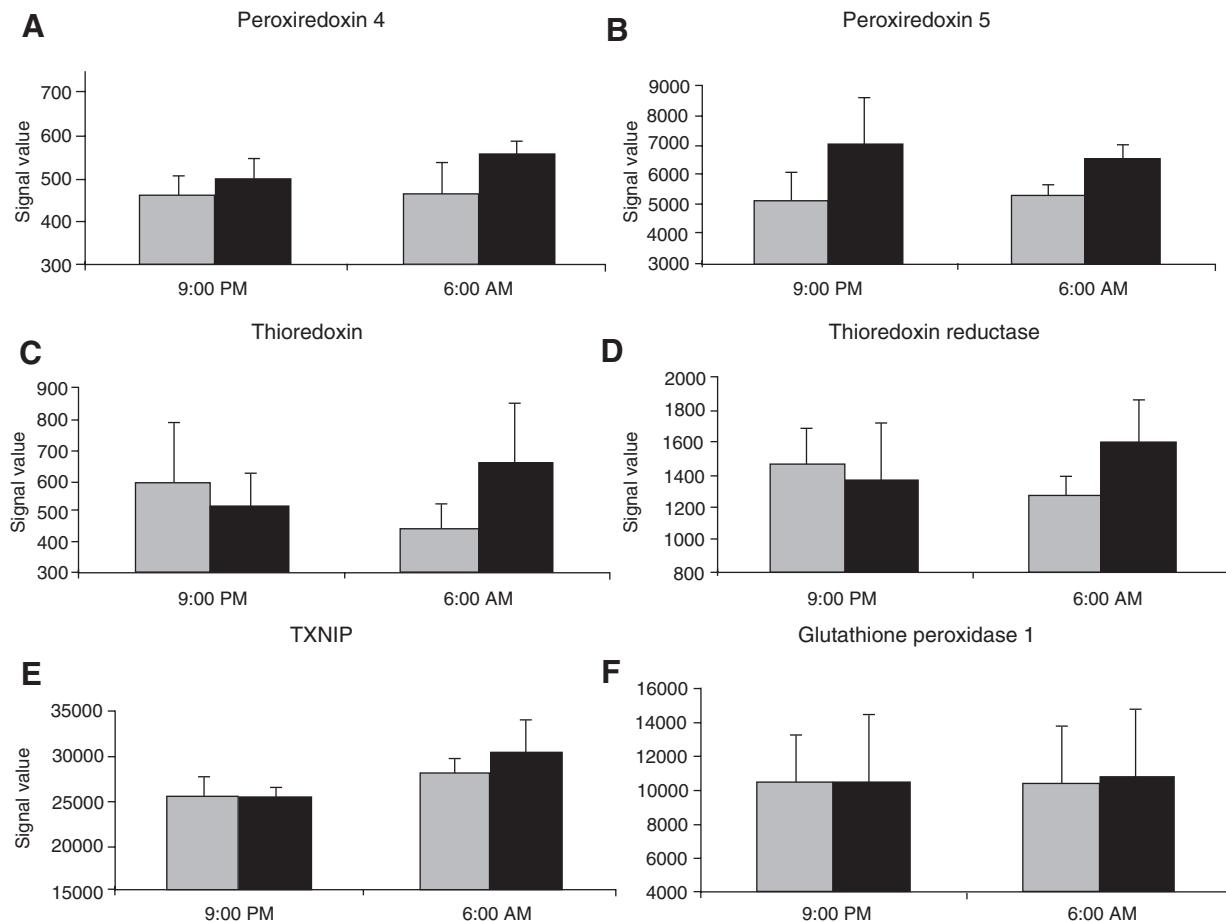 A
Peroxiredoxin 4
Signal value
700
600
500
400
300
9:00 PM
6:00 AM
B
Peroxiredoxin 5
Signal value
9000
8000
7000
6000
5000
4000
3000
9:00 PM
6:00 AM
C
Thioredoxin
Signal value
900
800
700
600
500
400
300
9:00 PM
6:00 AM
D
Thioredoxin reductase
Signal value
2000
1800
1600
1400
1200
1000
800
9:00 PM
6:00 AM
E
TXNIP
Signal value
35000
30000
25000
20000
15000
9:00 PM
6:00 AM
F
Glutathione peroxidase 1
16000
14000
12000
10000
8000
6000
4000
9:00 PM
6:00 AM